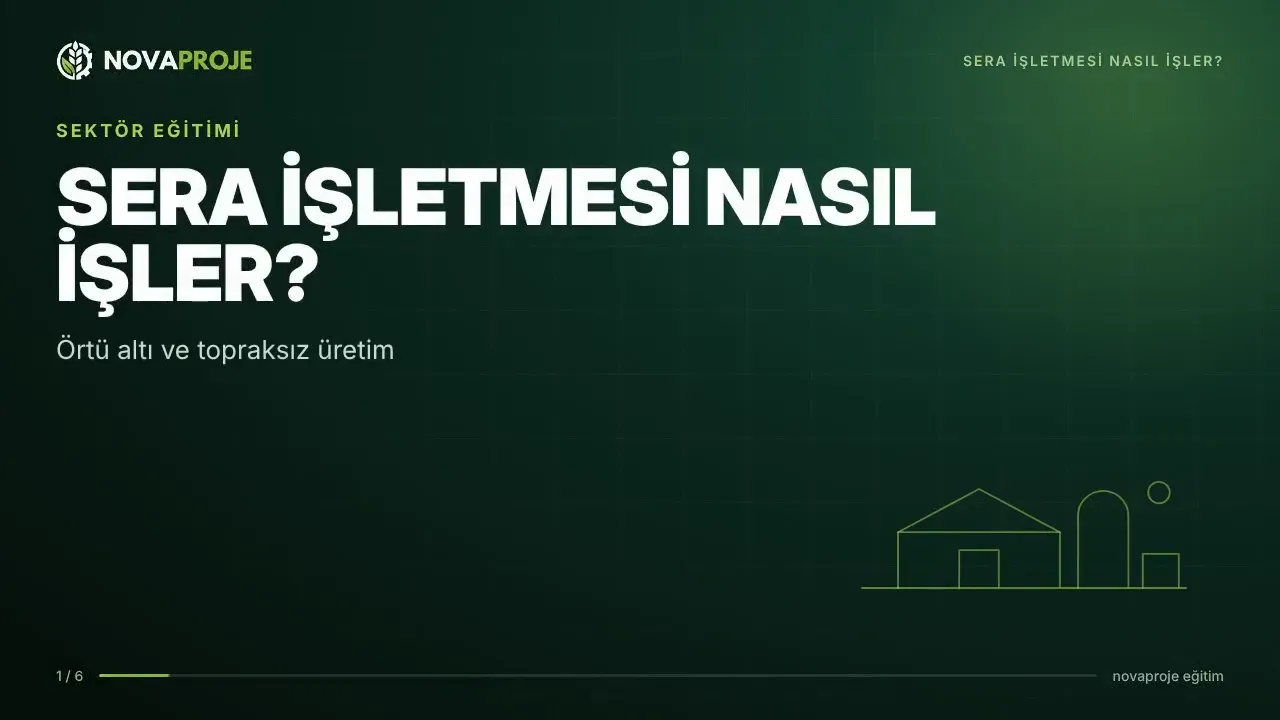 NOVAPROJE
SERA İŞLETMESİ NASIL İŞLER?
SEKTÖR EĞİTİMİ
SERA İŞLETMESİ NASIL
İŞLER?
Örtü altı ve topraksız üretim
1 / 6
novaproje eğitim